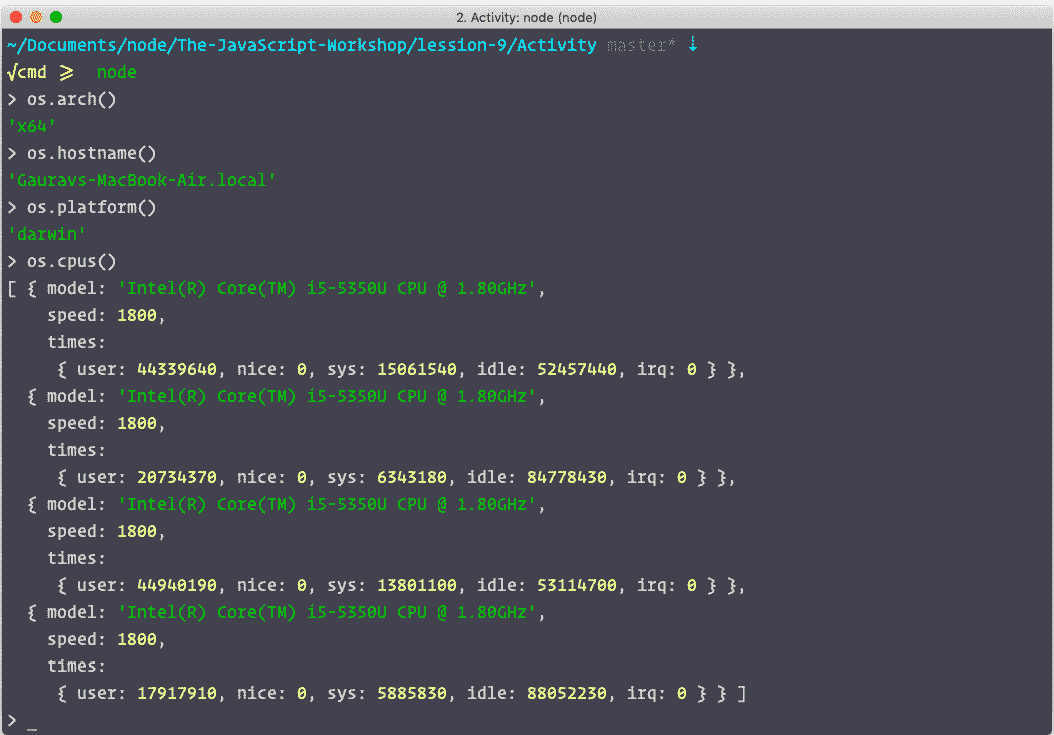 2. Activity: node (node)
~/Documents/node/The-JavaScript-Workshop/lession-9/Activity master* ↓
√cmd ⩾ node
> os.arch()
'x64'
> os.hostname()
'Gauravs-MacBook-Air.local'
> os.platform()
'darwin'
> os.cpus()
[ { model: 'Intel(R) Core(TM) i5-5350U CPU @ 1.80GHz',
speed: 1800,
times:
{ user: 44339640, nice: 0, sys: 15061540, idle: 52457440, irq: 0 } },
{ model: 'Intel(R) Core(TM) i5-5350U CPU @ 1.80GHz',
speed: 1800,
times:
{ user: 20734370, nice: 0, sys: 6343180, idle: 84778430, irq: 0 } },
{ model: 'Intel(R) Core(TM) i5-5350U CPU @ 1.80GHz',
speed: 1800,
times:
{ user: 44940190, nice: 0, sys: 13801100, idle: 53114700, irq: 0 } },
{ model: 'Intel(R) Core(TM) i5-5350U CPU @ 1.80GHz',
speed: 1800,
times:
{ user: 17917910, nice: 0, sys: 5885830, idle: 88052230, irq: 0 } } ]
> _